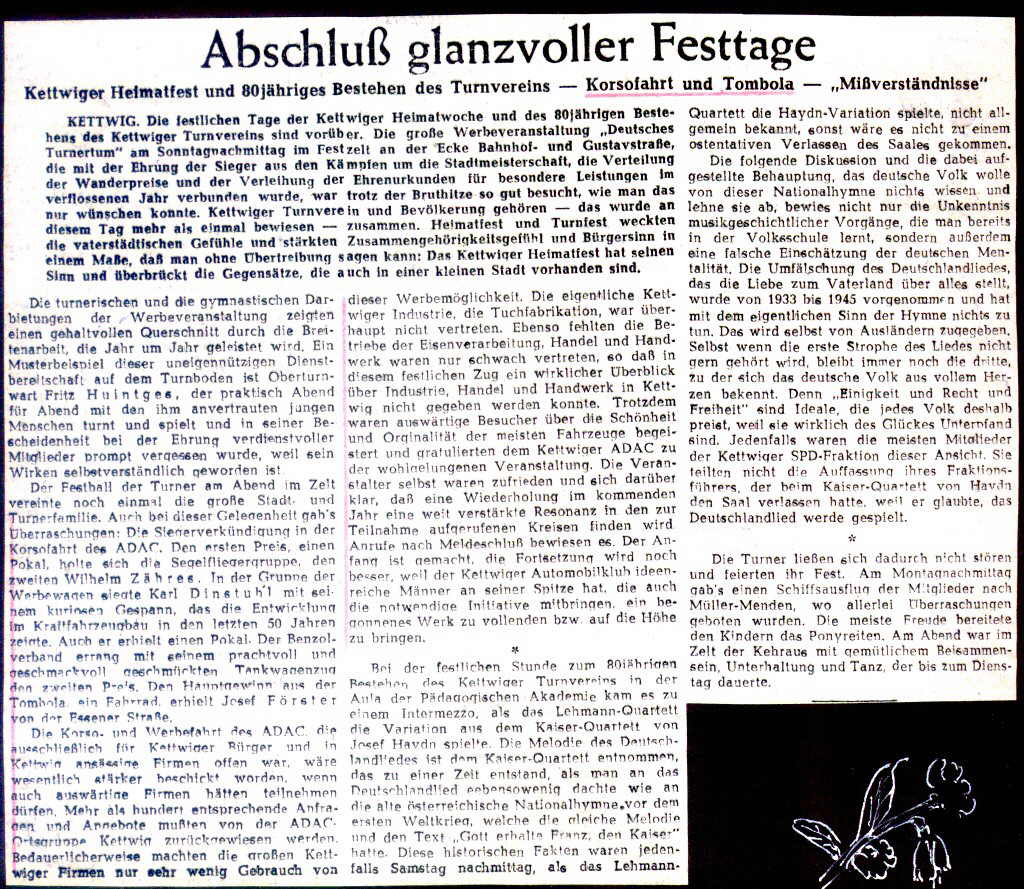 Abschluß glanzvoller Festtage
Kettwiger Heimatfest und 80jähriges Bestehen des Turnvereins — Korsofahrt und Tombola — „Mißverständnisse"
KETTWIG. Die festlichen Tage der Kettwiger Heimatwoche und des 80jährigen Beste-
hens des Kettwiger Turnvereins sind vorüber. Die große Werbeveranstaltung „Deutsches
Turnertum" am Sonntagnachmittag im Festzelt an der Ecke Bahnhof- und Gustavstraße,
die mit der Ehrung der Sieger aus den Kämpfen um die Stadtmeisterschaft, die Verteilung
der Wanderpreise und der Verleihung der Ehrenurkunden für besondere Leistungen im
verflossenen Jahr verbunden wurde, war trotz der Bruthitze so gut besucht, wie man das
nur wünschen konnte. Kettwiger Turnverein und Bevölkerung gehören — das wurde an
diesem Tag mehr als einmal bewiesen — zusammen. Heimatfest und Turnfest weckten
die vaterstädtischen Gefühle und stärkten Zusammengehörigkeitsgefühl und Bürgersinn in
einem Maße, daß man ohne Übertreibung sagen kann: Das Kettwiger Heimatfest hat seinen
Sinn und überbrückt die Gegensätze, die auch in einer kleinen Stadt vorhanden sind.
Die turnerischen und die gymnastischen Dar-
bietungen der Werbeveranstaltung zeigten
einen gehaltvollen Querschnitt durch die Brei-
tenarbeit, die Jahr um Jahr geleistet wird. Ein
Musterbeispiel dieser uneigennützigen Dienst-
bereitschaft auf dem Turnboden ist Oberturn-
wart Fritz Huintges, der praktisch Abend
für Abend mit den ihm anvertrauten jungen
Menschen turnt und spielt und in seiner Be-
scheidenheit bei der Ehrung verdienstvoller
Mitglieder prompt vergessen wurde, weil sein
Wirken selbstverständlich geworden ist.
Der Festball der Turner am Abend im Zelt
vereinte noch einmal die große Stadt- und
Turnerfamilie. Auch bei dieser Gelegenheit gab's
Überraschungen: Die Siegerverkündigung in der
Korsofahrt des ADAC. Den ersten Preis, einen
Pokal, holte sich die Segelfliegergruppe, den
zweiten Wilhelm Zähres. In der Gruppe der
Werbewagen siegte Karl Dinstuhl mit sei-
nem kuriosen Gespann, das die Entwicklung
im Kraftfahrzeugbau in den letzten 50 Jahren
zeigte. Auch er erhielt einen Pokal. Der Benzol-
verband errang mit seinem prachtvoll und
geschmackvoll geschmückten Tankwagenzug
den zweiten Preis. Den Hauptgewinn aus der
Tombola, ein Fahrrad, erhielt Josef Förster
von der Essener Straße.
Die Korso- und Werbefahrt des ADAC, die
ausschließlich für Kettwiger Bürger und in
Kettwig ansässige Firmen offen war, wäre
wesentlich stärker beschickt worden, wenn
auch auswärtige Firmen hätten teilnehmen
dürfen. Mehr als hundert entsprechende Anfra-
gen und Angebote mußten von der ADAC-
Ortsgruppe Kettwig zurückgewiesen werden.
Bedauerlicherweise machten die großen Kett-
wiger Firmen nur sehr wenig Gebrauch von
dieser Werbemöglichkeit. Die eigentliche Kett-
wiger Industrie, die Tuchfabrikation, war über-
haupt nicht vertreten. Ebenso fehlten die Be-
triebe der Eisenverarbeitung, Handel und Hand-
werk waren nur schwach vertreten, so daß in
diesem festlichen Zug ein wirklicher Überblick
über Industrie, Handel und Handwerk in Kett-
wig nicht gegeben werden konnte. Trotzdem
waren auswärtige Besucher über die Schönheit
und Orginalität der meisten Fahrzeuge begei-
stert und gratulierten dem Kettwiger ADAC zu
der wohlgelungenen Veranstaltung. Die Veran-
stalter selbst waren zufrieden und sich darüber
klar, daß eine Wiederholung im kommenden
Jahr eine weit verstärkte Resonanz in den zur
Teilnahme aufgerufenen Kreisen finden wird.
Anrufe nach Meldeschluß bewiesen es. Der An-
fang ist gemacht, die Fortsetzung wird noch
besser, weil der Kettwiger Automobilklub ideen-
reiche Männer an seiner Spitze hat, die auch
die notwendige Initiative mitbringen, ein be-
gonnenes Werk zu vollenden bzw. auf die Höhe
zu bringen.
*
Bei der festlichen Stunde zum 80jährigen
Bestehen des Kettwiger Turnvereins in der
Aula der Pädagogischen Akademie kam es zu
einem Intermezzo, als das Lehmann-Quartett
die Variation aus dem Kaiser-Quartett von
Josef Haydn spielte. Die Melodie des Deutsch-
landliedes ist dem Kaiser-Quartett entnommen,
das zu einer Zeit entstand, als man an das
Deutschlandlied eebensowenig dachte wie an
die alte österreichische Nationalhymne vor dem
ersten Weltkrieg, welche die gleiche Melodie
und den Text „Gott erhalte Franz, den Kaiser"
hatte. Diese historischen Fakten waren jeden-
falls Samstag nachmittag, als das Lehmann-
Quartett die Haydn-Variation spielte, nicht all-
gemein bekannt, sonst wäre es nicht zu einem
ostentativen Verlassen des Saales gekommen.
Die folgende Diskussion und die dabei auf-
gestellte Behauptung, das deutsche Volk wolle
von dieser Nationalhymne nichts wissen und
lehne sie ab, bewies nicht nur die Unkenntnis
musikgeschichtlicher Vorgänge, die man bereits
in der Volksschule lernt, sondern außerdem
eine falsche Einschätzung der deutschen Men-
talität. Die Umfälschung des Deutschlandliedes,
das die Liebe zum Vaterland über alles stellt,
wurde von 1933 bis 1945 vorgenommen und hat
mit dem eigentlichen Sinn der Hymne nichts zu
tun. Das wird selbst von Ausländern zugegeben.
Selbst wenn die erste Strophe des Liedes nicht
gern gehört wird, bleibt immer noch die dritte,
zu der sich das deutsche Volk aus vollem Her-
zen bekennt. Denn „Einigkeit und Recht und
Freiheit" sind Ideale, die jedes Volk deshalb
preist, weil sie wirklich des Glückes Unterpfand
sind. Jedenfalls waren die meisten Mitglieder
der Kettwiger SPD-Fraktion dieser Ansicht. Sie
teilten nicht die Auffassung ihres Fraktions-
führers, der beim Kaiser-Quartett von Haydn
den Saal verlassen hatte, weil er glaubte, das
Deutschlandlied werde gespielt.
*
Die Turner ließen sich dadurch nicht stören
und feierten ihr Fest. Am Montagnachmittag
gab's einen Schiffsausflug der Mitglieder nach
Müller-Menden, wo allerlei Überraschungen
geboten wurden. Die meiste Freude bereitete
den Kindern das Ponyreiten. Am Abend war im
Zelt der Kehraus mit gemütlichem Beisammen-
sein, Unterhaltung und Tanz, der bis zum Diens-
tag dauerte.